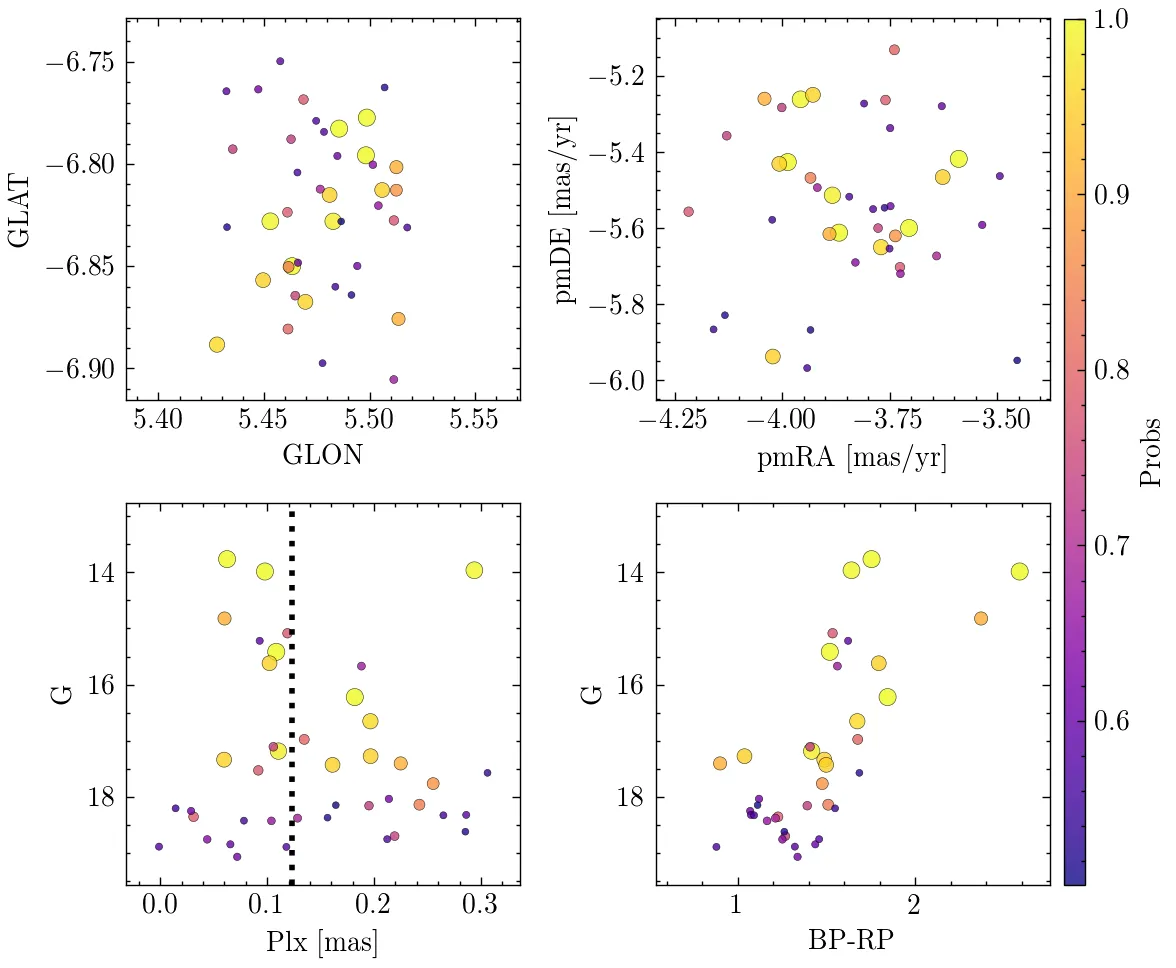 −6.75
−6.80
−6.85
−6.90
GLAT
5.40 5.45 5.50 5.55
GLON
−5.2
−5.4
−5.6
−5.8
−6.0
pmDE [mas/yr]
−4.25 −4.00 −3.75 −3.50
pmRA [mas/yr]
14
16
18
G
0.0 0.1 0.2 0.3
Plx [mas]
14
16
18
G
1 2
BP-RP
1.0
0.9
0.8
0.7
0.6
Probs